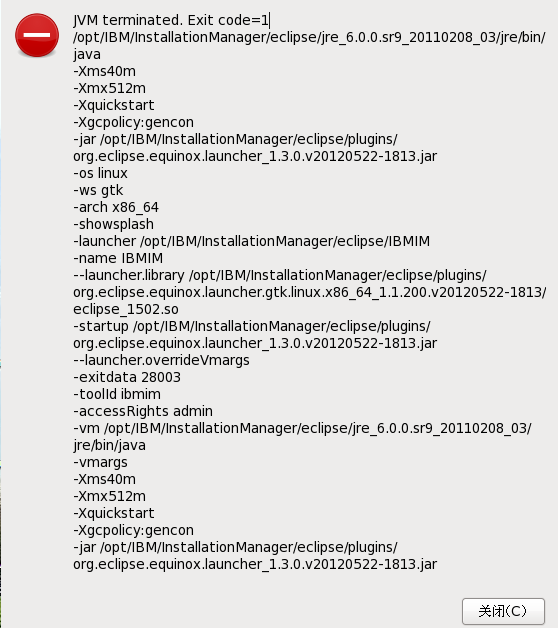 JVM terminated. Exit code=1
/opt/IBM/InstallationManager/eclipse/jre_6.0.0.sr9_20110208_03/jre/bin/
java
-Xms40m
-Xmx512m
-Xquickstart
-Xgcpolicy:gencon
-jar /opt/IBM/InstallationManager/eclipse/plugins/
org.eclipse.equinox.launcher_1.3.0.v20120522-1813.jar
-os linux
-ws gtk
-arch x86_64
-showsplash
-launcher /opt/IBM/InstallationManager/eclipse/IBMIM
-name IBMIM
--launcher.library /opt/IBM/InstallationManager/eclipse/plugins/
org.eclipse.equinox.launcher.gtk.linux.x86_64_1.1.200.v20120522-1813/
eclipse_1502.so
-startup /opt/IBM/InstallationManager/eclipse/plugins/
org.eclipse.equinox.launcher_1.3.0.v20120522-1813.jar
--launcher.overrideVmargs
-exitdata 28003
-toolId ibmim
-accessRights admin
-vm /opt/IBM/InstallationManager/eclipse/jre_6.0.0.sr9_20110208_03/
jre/bin/java
-vmargs
-Xms40m
-Xmx512m
-Xquickstart
-Xgcpolicy:gencon
-jar /opt/IBM/InstallationManager/eclipse/plugins/
org.eclipse.equinox.launcher_1.3.0.v20120522-1813.jar
关闭(C)